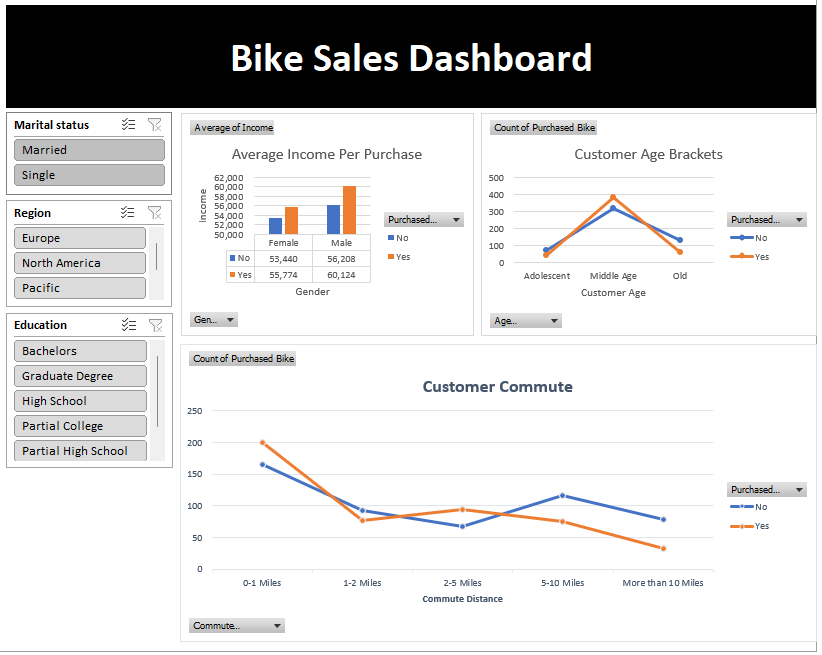 Bike Sales Dashboard
Marital status
Married
Single
Region
Europe
North America
Pacific
Education
Bachelors
Graduate Degree
High School
Partial College
Partial High School
Average of Income
Average Income Per Purchase
Income
62,000
60,000
58,000
56,000
54,000
52,000
50,000
Female Male
No 53,440 56,208
Yes 55,774 60,124
Gender
Purchased...
No
Yes
Gen...
Count of Purchased Bike
Customer Age Brackets
500
400
300
200
100
0
Adolescent Middle Age Old
Customer Age
Purchased...
No
Yes
Age...
Count of Purchased Bike
Customer Commute
250
200
150
100
50
0
0-1 Miles 1-2 Miles 2-5 Miles 5-10 Miles More than 10 Miles
Commute Distance
Purchased...
No
Yes
Commute...